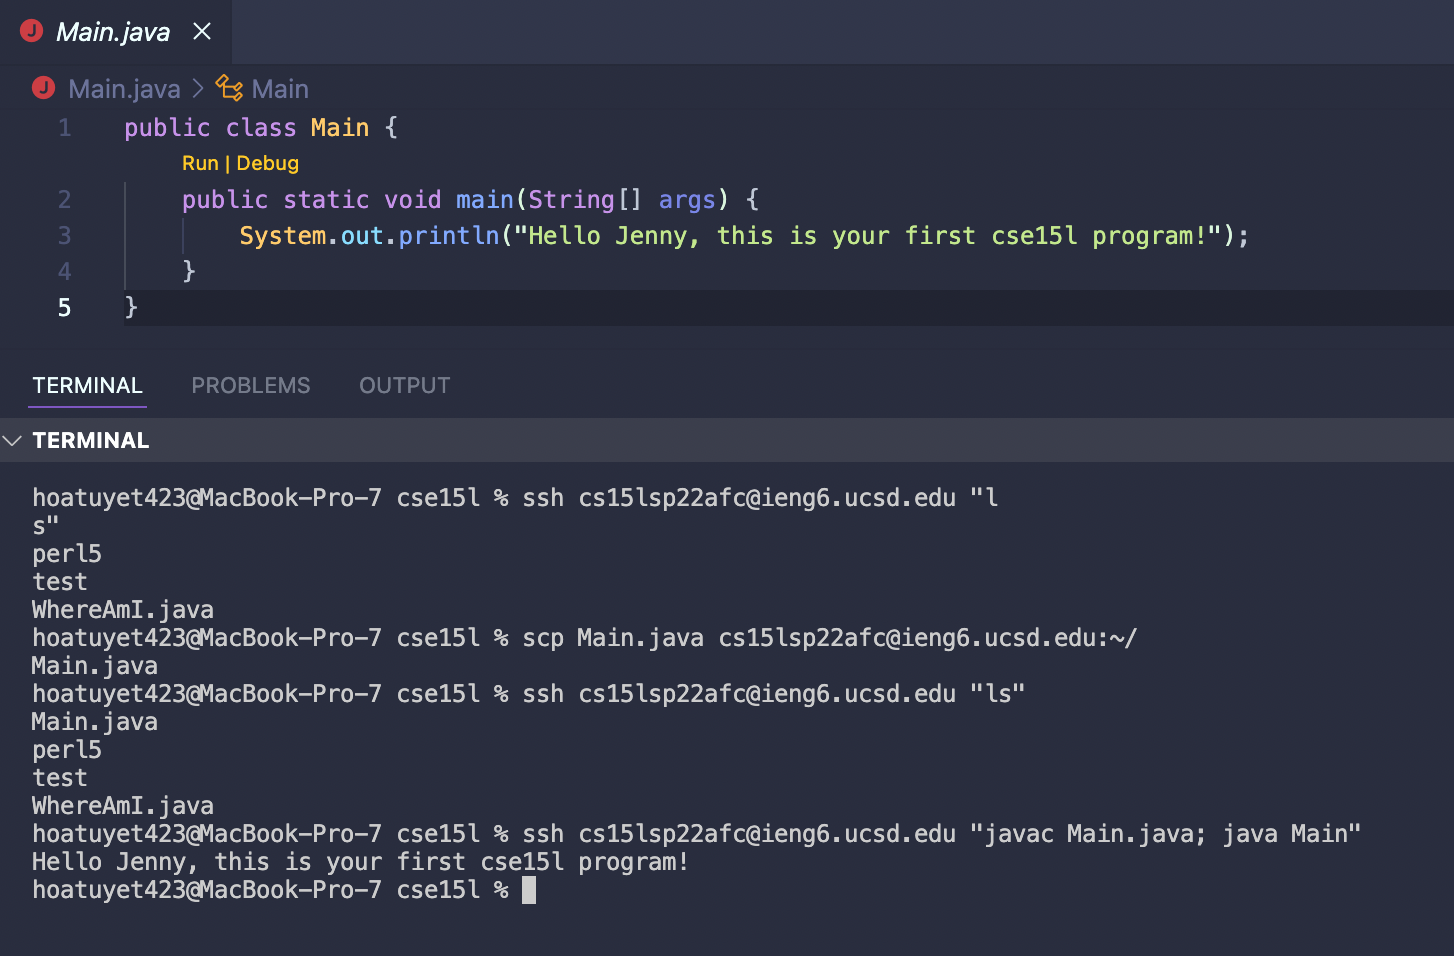 Main.java
Main.java > Main
1 public class Main {
Run | Debug
2 public static void main(String[] args) {
3 System.out.println("Hello Jenny, this is your first cse15l program!");
4 }
5 }
TERMINAL PROBLEMS OUTPUT
TERMINAL
hoatuyet423@MacBook-Pro-7 cse15l % ssh cs15lsp22afc@ieng6.ucsd.edu "l
s"
perl5
test
WhereAmI.java
hoatuyet423@MacBook-Pro-7 cse15l % scp Main.java cs15lsp22afc@ieng6.ucsd.edu:~/
Main.java
hoatuyet423@MacBook-Pro-7 cse15l % ssh cs15lsp22afc@ieng6.ucsd.edu "ls"
Main.java
perl5
test
WhereAmI.java
hoatuyet423@MacBook-Pro-7 cse15l % ssh cs15lsp22afc@ieng6.ucsd.edu "javac Main.java; java Main"
Hello Jenny, this is your first cse15l program!
hoatuyet423@MacBook-Pro-7 cse15l %